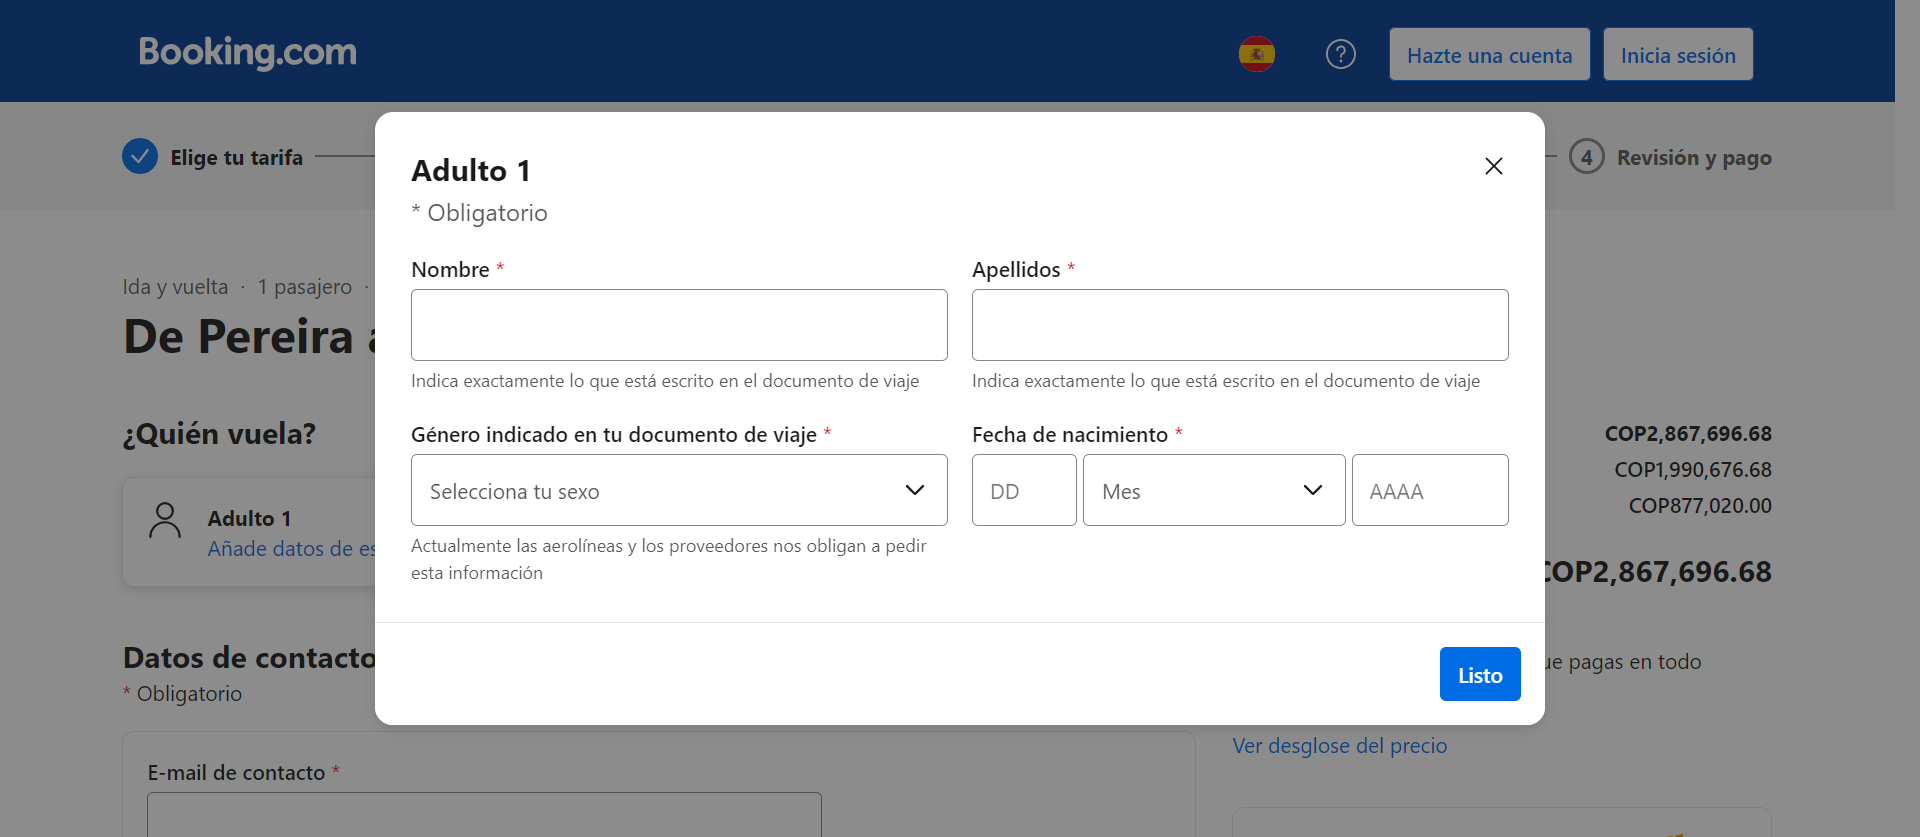 Booking.com
?
Hazte una cuenta
Inicia sesión
Elige tu tarifa
4 Revisión y pago
Ida y vuelta · 1 pasajero ·
De Pereira
¿Quién vuela?
Adulto 1
Añade datos de
Datos de contacto
* Obligatorio
E-mail de contacto *
Adulto 1
* Obligatorio
Nombre *
Indica exactamente lo que está escrito en el documento de viaje
Apellidos *
Indica exactamente lo que está escrito en el documento de viaje
Género indicado en tu documento de viaje *
Selecciona tu sexo
Actualmente las aerolíneas y los proveedores nos obligan a pedir
esta información
Fecha de nacimiento *
DD
Mes
AAAA
Listo
COP2,867,696.68
COP1,990,676.68
COP877,020.00
COP2,867,696.68
pagas en todo
Ver desglose del precio